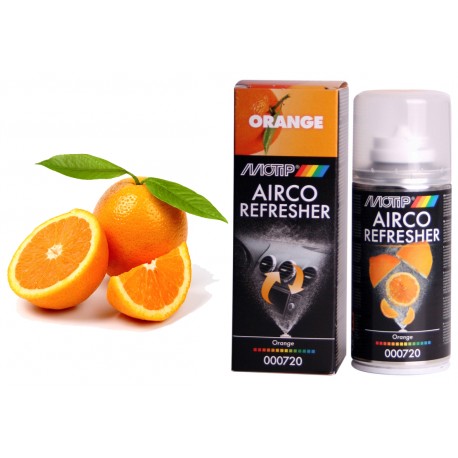 ORANGE
MOTIP
AIRCO
REFRESHER
Orange
000720
MOTIP
AIRCO
REFRESHER
Orange
000720